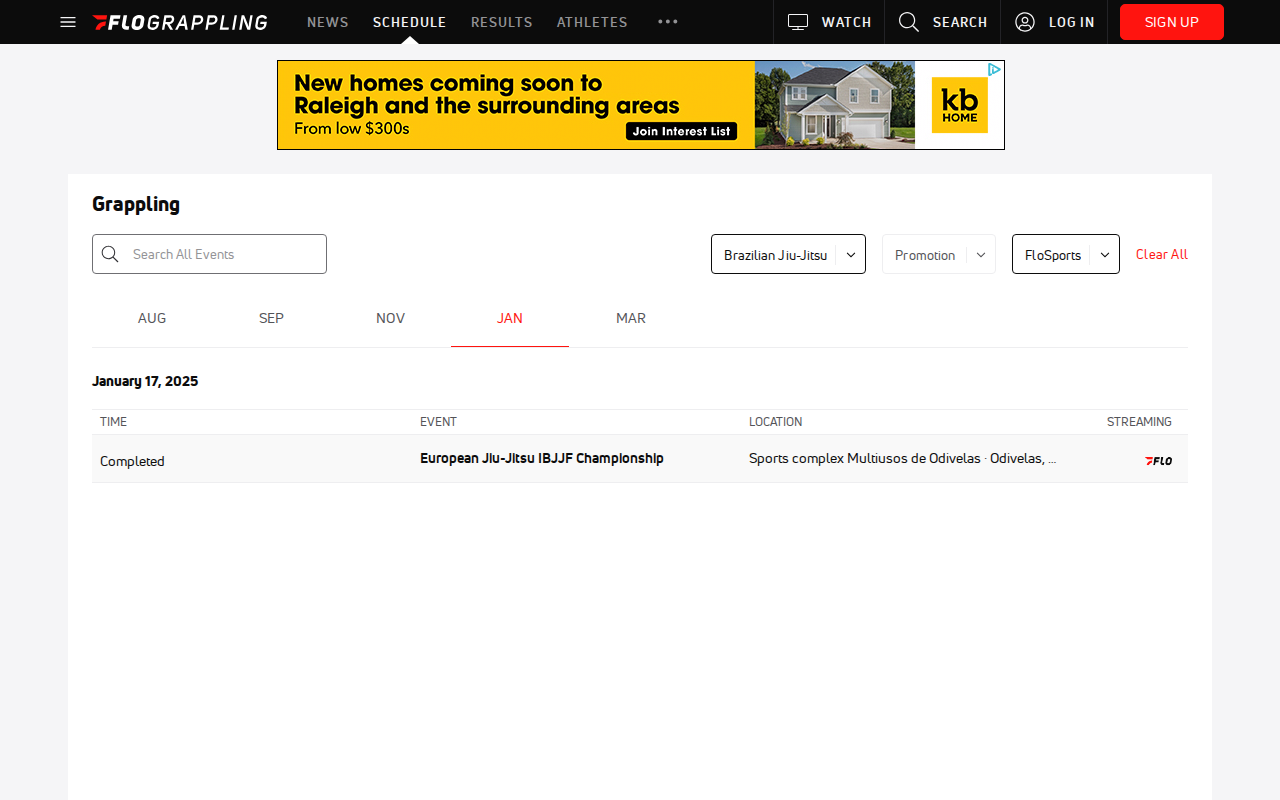 FLOGRAPPLING
NEWS
SCHEDULE
RESULTS
ATHLETES
WATCH
SEARCH
LOG IN
SIGN UP
New homes coming soon to
Raleigh and the surrounding areas
From low $300s
Join Interest List
kb
HOME
Grappling
Search All Events
Brazilian Jiu-Jitsu
Promotion
FloSports
Clear All
AUG
SEP
NOV
JAN
MAR
January 17, 2025
TIME
EVENT
LOCATION
STREAMING
Completed
European Jiu-Jitsu IBJJF Championship
Sports complex Multiusos de Odivelas · Odivelas, ...
FLO